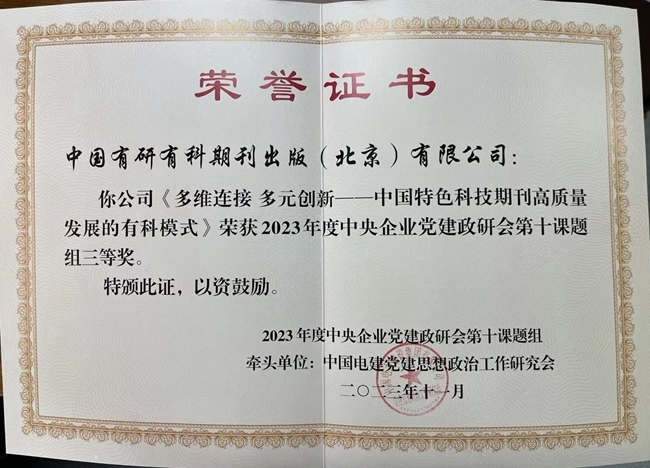 荣誉证书
中国有研有科期刊出版（北京）有限公司：
你公司《多维连接 多元创新——中国特色科技期刊高质量
发展的有科模式》荣获2023年度中央企业党建政研会第十课题
组三等奖。
特颁此证，以资鼓励。
2023年度中央企业党建政研会第十课题组
牵头单位：中国电建党建思想政治工作研究会
二〇二三年十一月